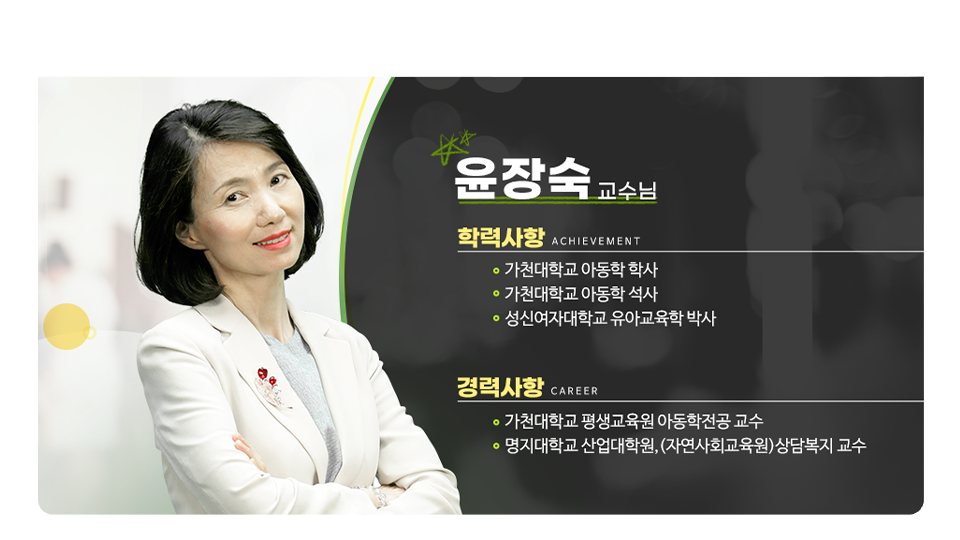 윤장숙 교수님
학력사항 ACHIEVEMENT
가천대학교 아동학 학사
가천대학교 아동학 석사
성신여자대학교 유아교육학 박사
경력사항 CAREER
가천대학교 평생교육원 아동학전공 교수
명지대학교 산업대학원, (자연사회교육원)상담복지 교수